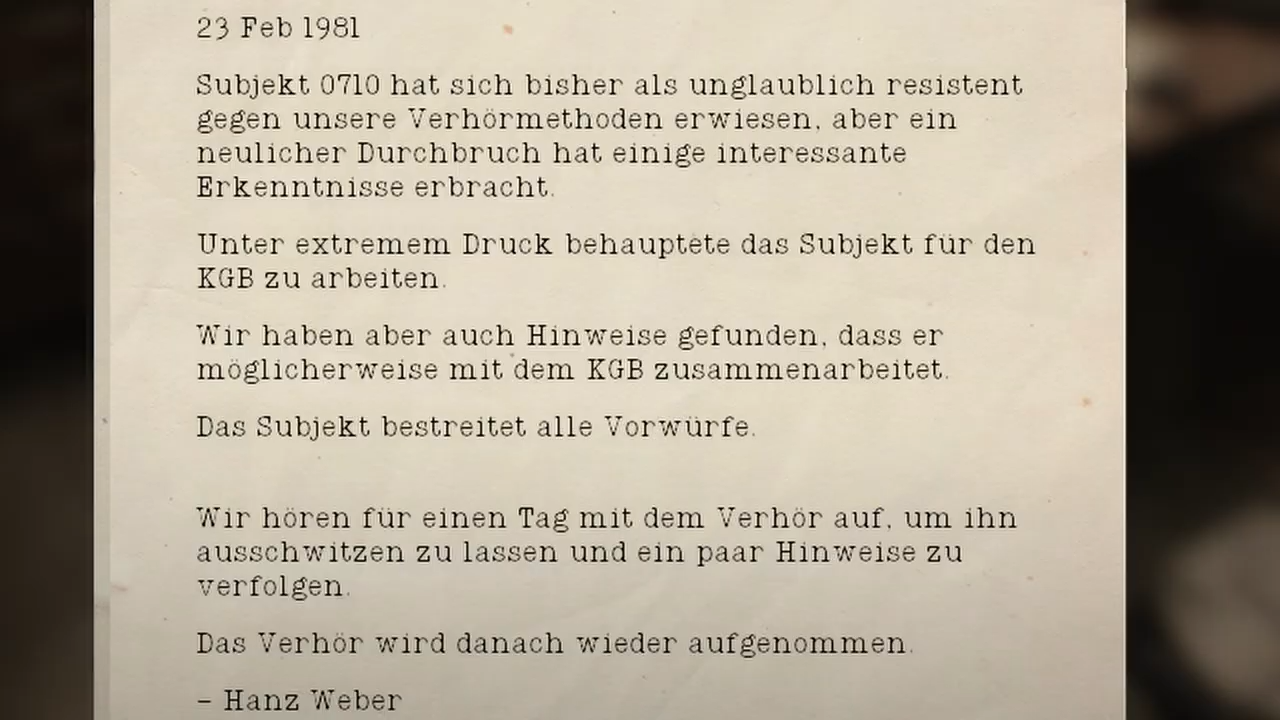 23 Feb 1981
Subjekt 0710 hat sich bisher als unglaublich resistent
gegen unsere Verhörmethoden erwiesen, aber ein
neulicher Durchbruch hat einige interessante
Erkenntnisse erbracht.
Unter extremem Druck behauptete das Subjekt für den
KGB zu arbeiten.
Wir haben aber auch Hinweise gefunden, dass er
möglicherweise mit dem KGB zusammenarbeitet.
Das Subjekt bestreitet alle Vorwürfe.
Wir hören für einen Tag mit dem Verhör auf, um ihn
ausschwitzen zu lassen und ein paar Hinweise zu
verfolgen.
Das Verhör wird danach wieder aufgenommen.
– Hanz Weber